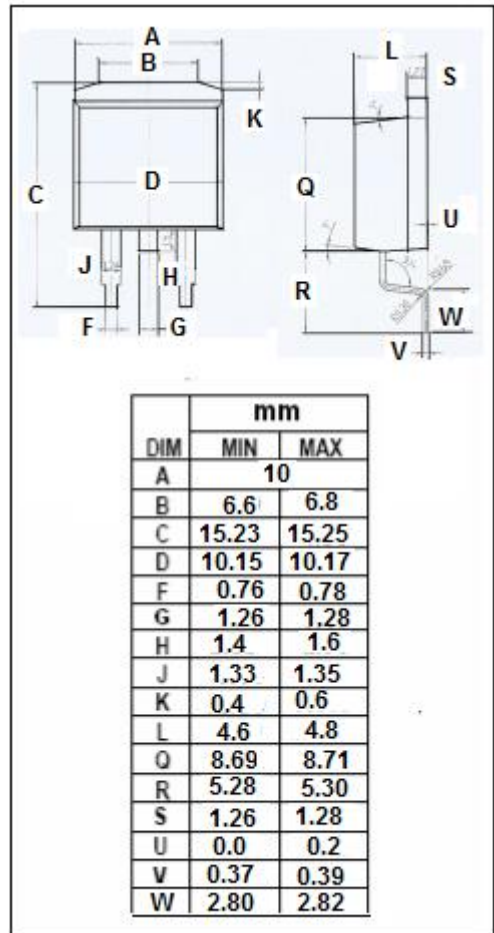 A
B
L
S
K
C
D
Q
U
J
H
R
W
F
G
V
mm
DIM MIN MAX
A 10
B 6.6 6.8
C 15.23 15.25
D 10.15 10.17
F 0.76 0.78
G 1.26 1.28
H 1.4 1.6
J 1.33 1.35
K 0.4 0.6
L 4.6 4.8
Q 8.69 8.71
R 5.28 5.30
S 1.26 1.28
U 0.0 0.2
V 0.37 0.39
W 2.80 2.82